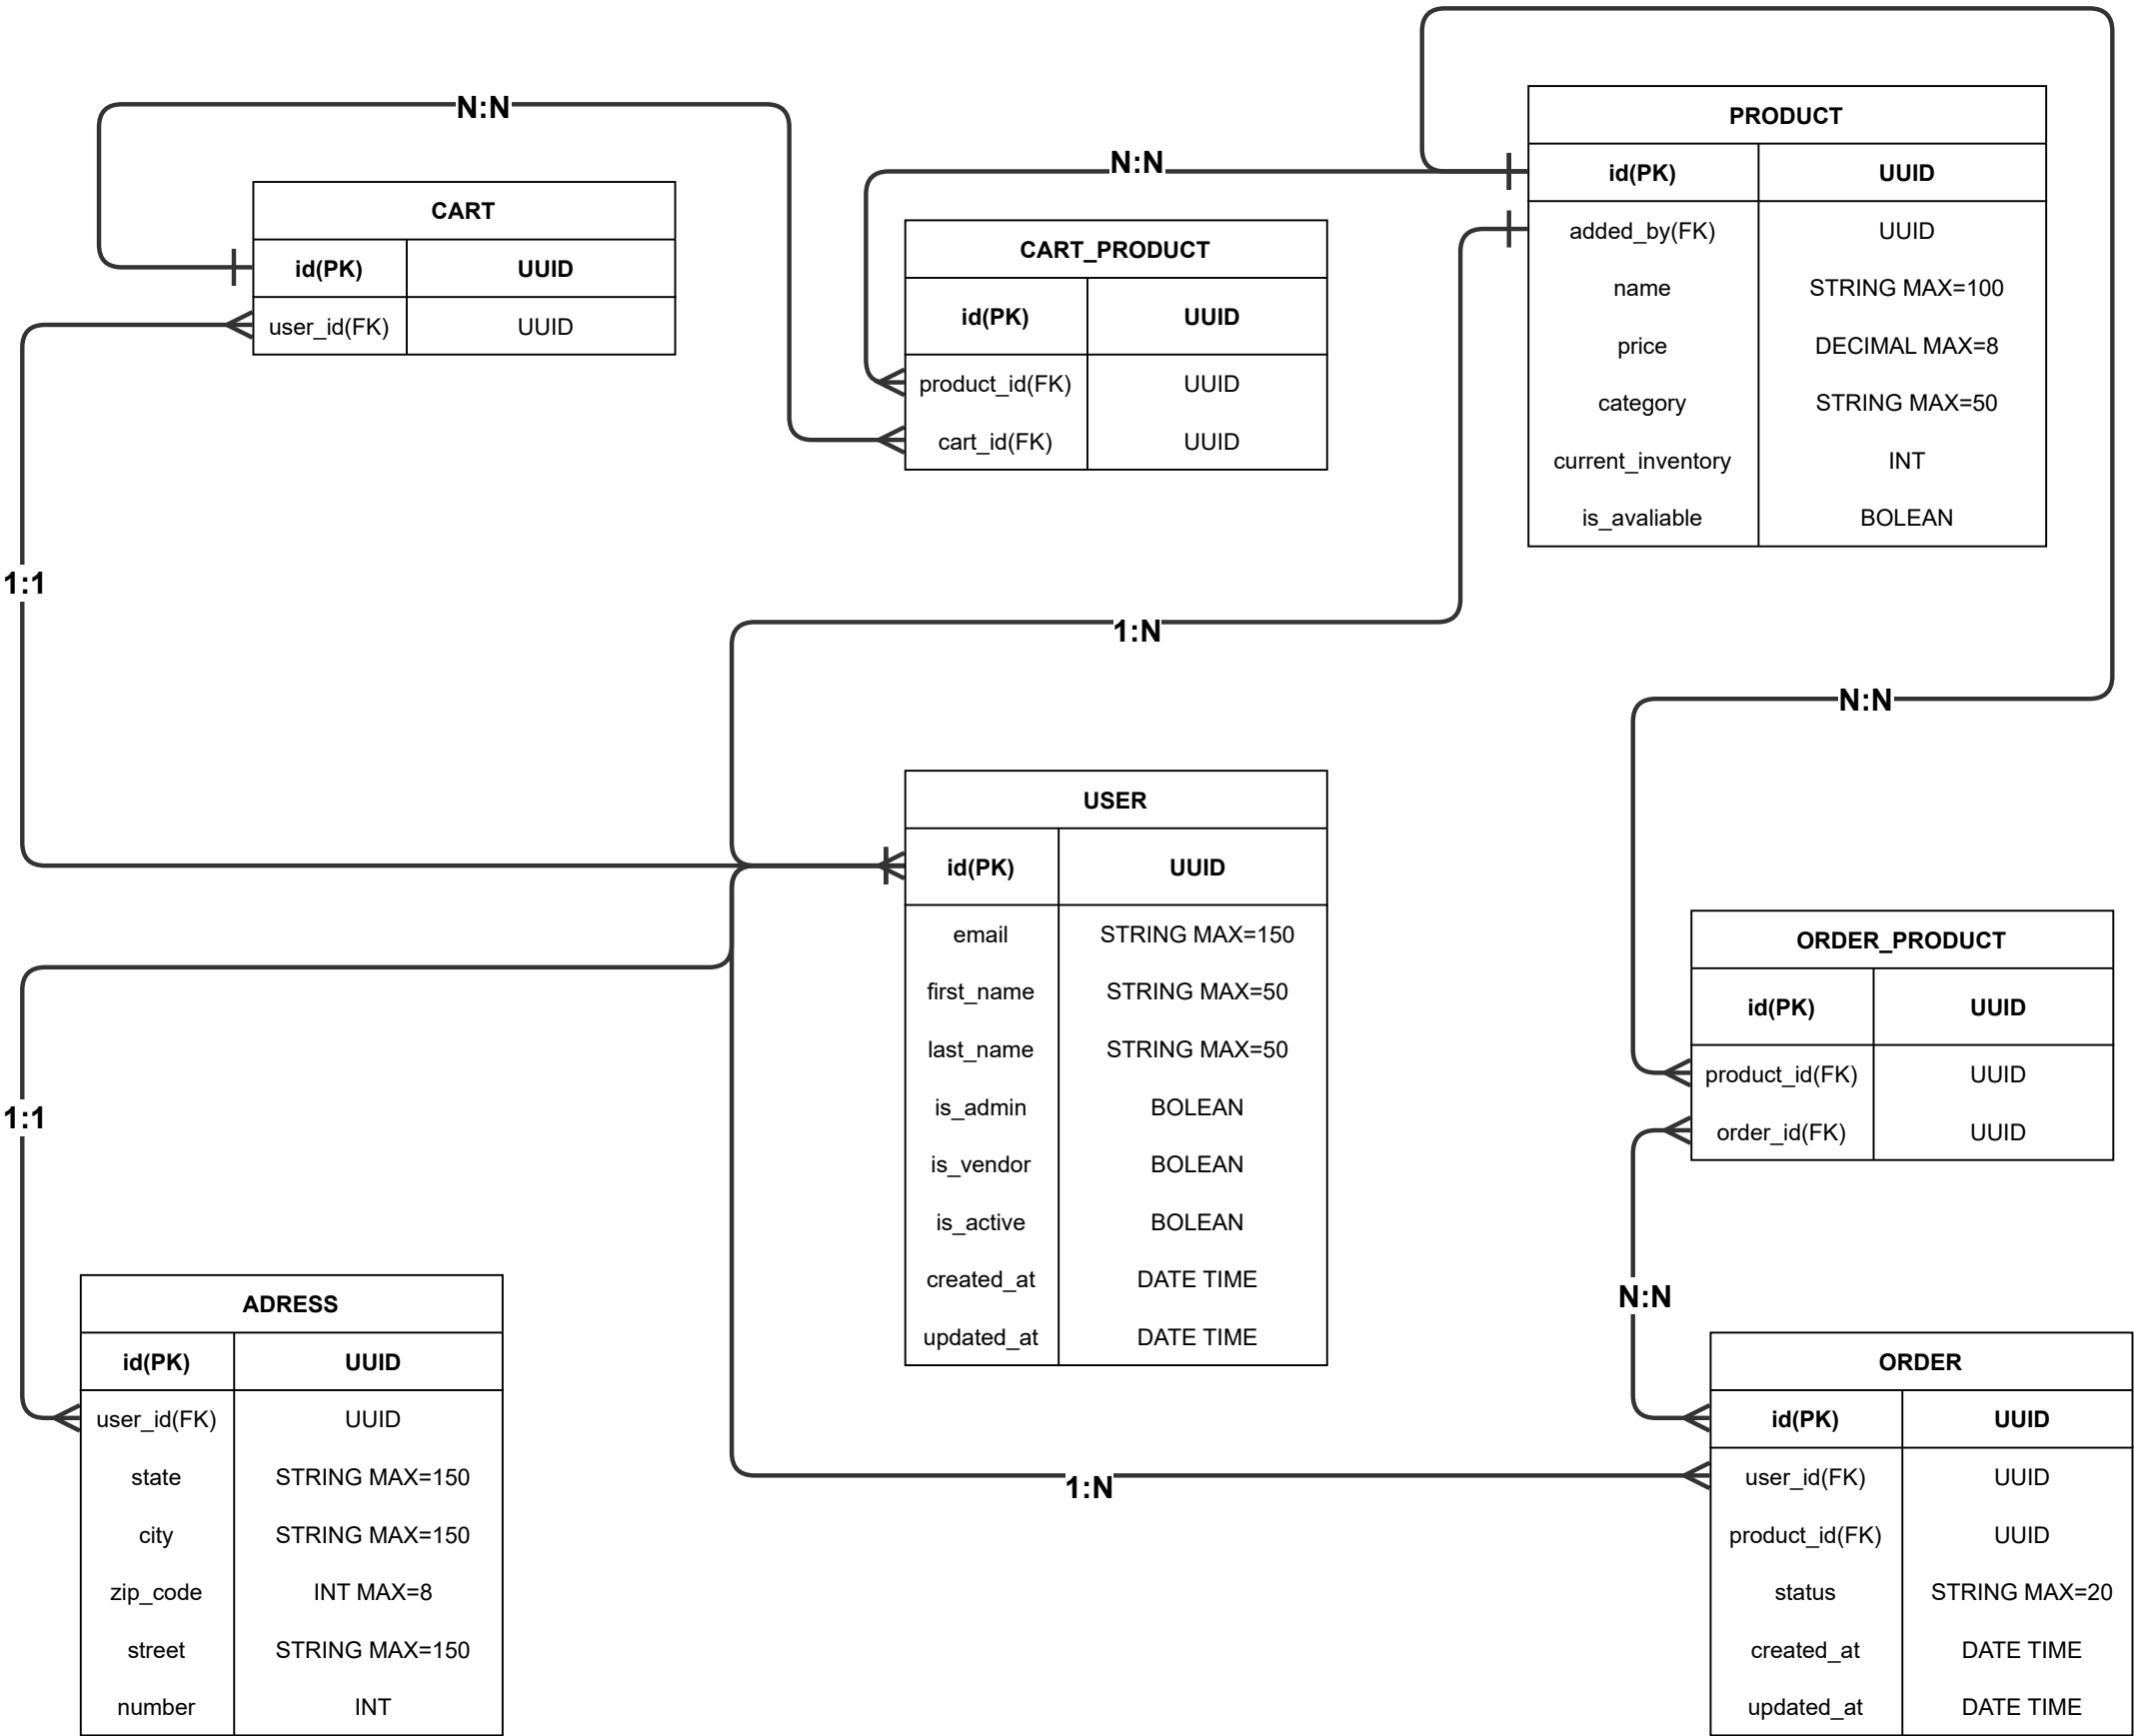 N:N
CART
id(PK) UUID
user_id(FK) UUID
N:N
CART_PRODUCT
id(PK) UUID
product_id(FK) UUID
cart_id(FK) UUID
PRODUCT
id(PK) UUID
added_by(FK) UUID
name STRING MAX=100
price DECIMAL MAX=8
category STRING MAX=50
current_inventory INT
is_avaliable BOLEAN
1:1
1:N
N:N
USER
id(PK) UUID
email STRING MAX=150
first_name STRING MAX=50
last_name STRING MAX=50
is_admin BOLEAN
is_vendor BOLEAN
is_active BOLEAN
created_at DATE TIME
updated_at DATE TIME
ORDER_PRODUCT
id(PK) UUID
product_id(FK) UUID
order_id(FK) UUID
1:1
N:N
ADRESS
id(PK) UUID
user_id(FK) UUID
state STRING MAX=150
city STRING MAX=150
zip_code INT MAX=8
street STRING MAX=150
number INT
1:N
ORDER
id(PK) UUID
user_id(FK) UUID
product_id(FK) UUID
status STRING MAX=20
created_at DATE TIME
updated_at DATE TIME